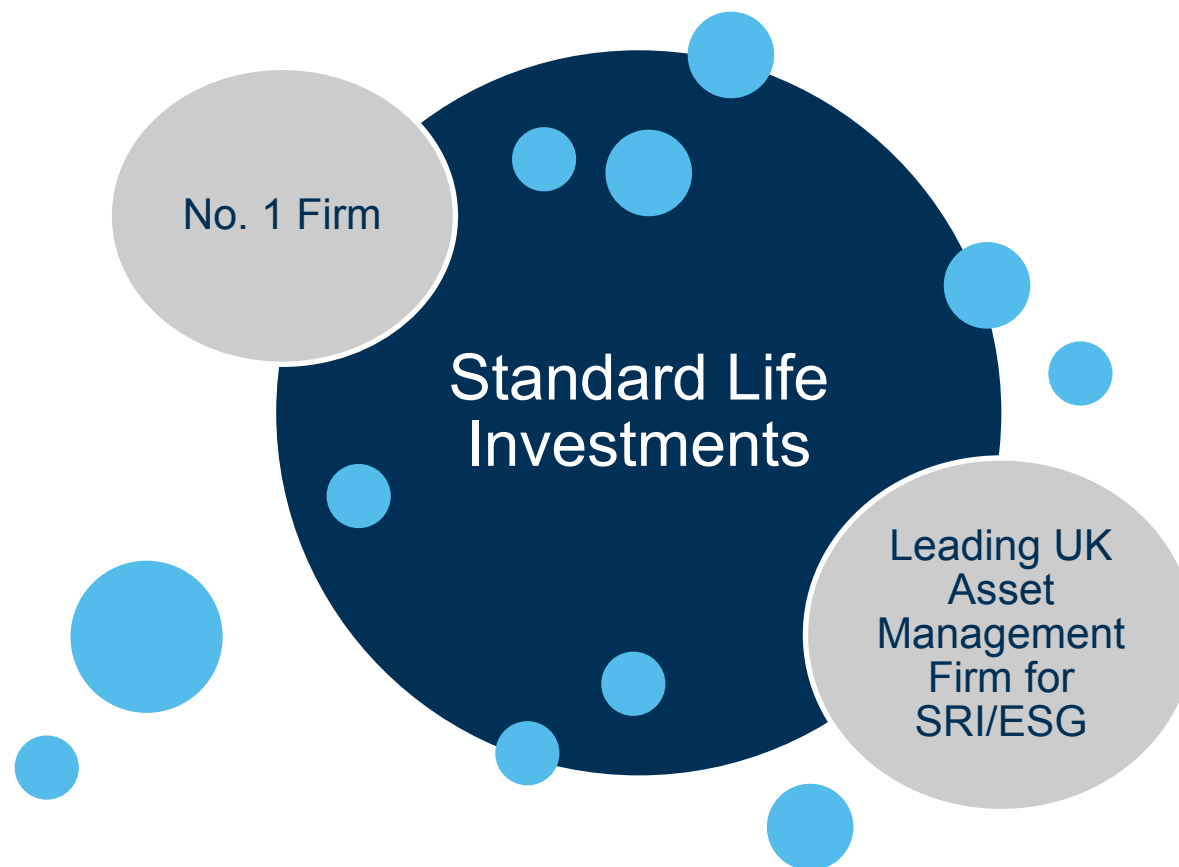 No. 1 Firm
Standard Life
Investments
Leading UK
Asset
Management
Firm for
SRI/ESG